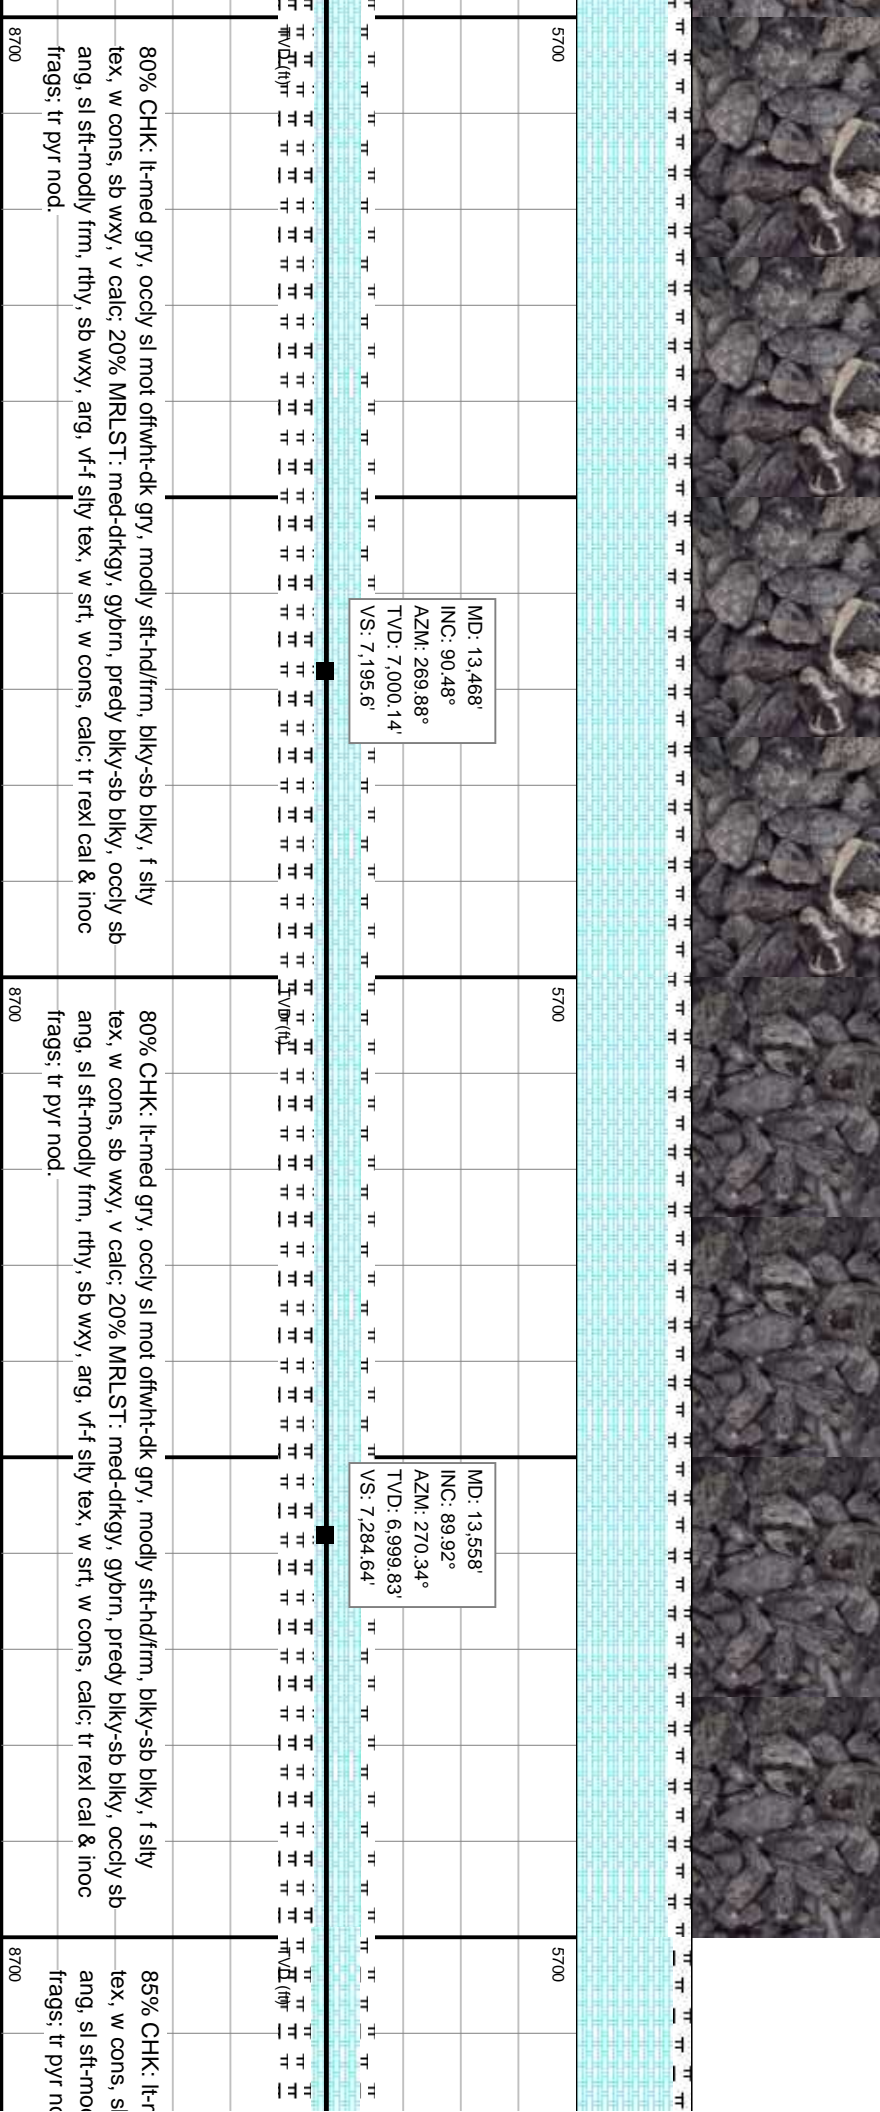 5700
TVD (ft)
8700
80% CHK: lt-med gry, occly sl mot offwht-dk gry, modly sft-hd/frm, blky-sb blky, f slty
tex, w cons, sb wxy, v calc; 20% MRLST: med-drkgy, gybrn, predy blky-sb blky, occly sb
ang, sl sft-modly frm, rthy, sb wxy, arg, vf-f slty tex, w srt, w cons, calc; tr rexl cal & inoc
frags; tr pyr nod.
MD: 13,468'
INC: 90.48°
AZM: 269.88°
TVD: 7,000.14'
VS: 7,195.6'
5700
TVD (ft)
8700
80% CHK: lt-med gry, occly sl mot offwht-dk gry, modly sft-hd/frm, blky-sb blky, f slty
tex, w cons, sb wxy, v calc; 20% MRLST: med-drkgy, gybrn, predy blky-sb blky, occly sb
ang, sl sft-modly frm, rthy, sb wxy, arg, vf-f slty tex, w srt, w cons, calc; tr rexl cal & inoc
frags; tr pyr nod.
MD: 13,558'
INC: 89.92°
AZM: 270.34°
TVD: 6,999.83'
VS: 7,284.64'
5700
TVD (ft)
8700
85% CHK:
tex, w cons,
ang, sl
frags; tr pyr